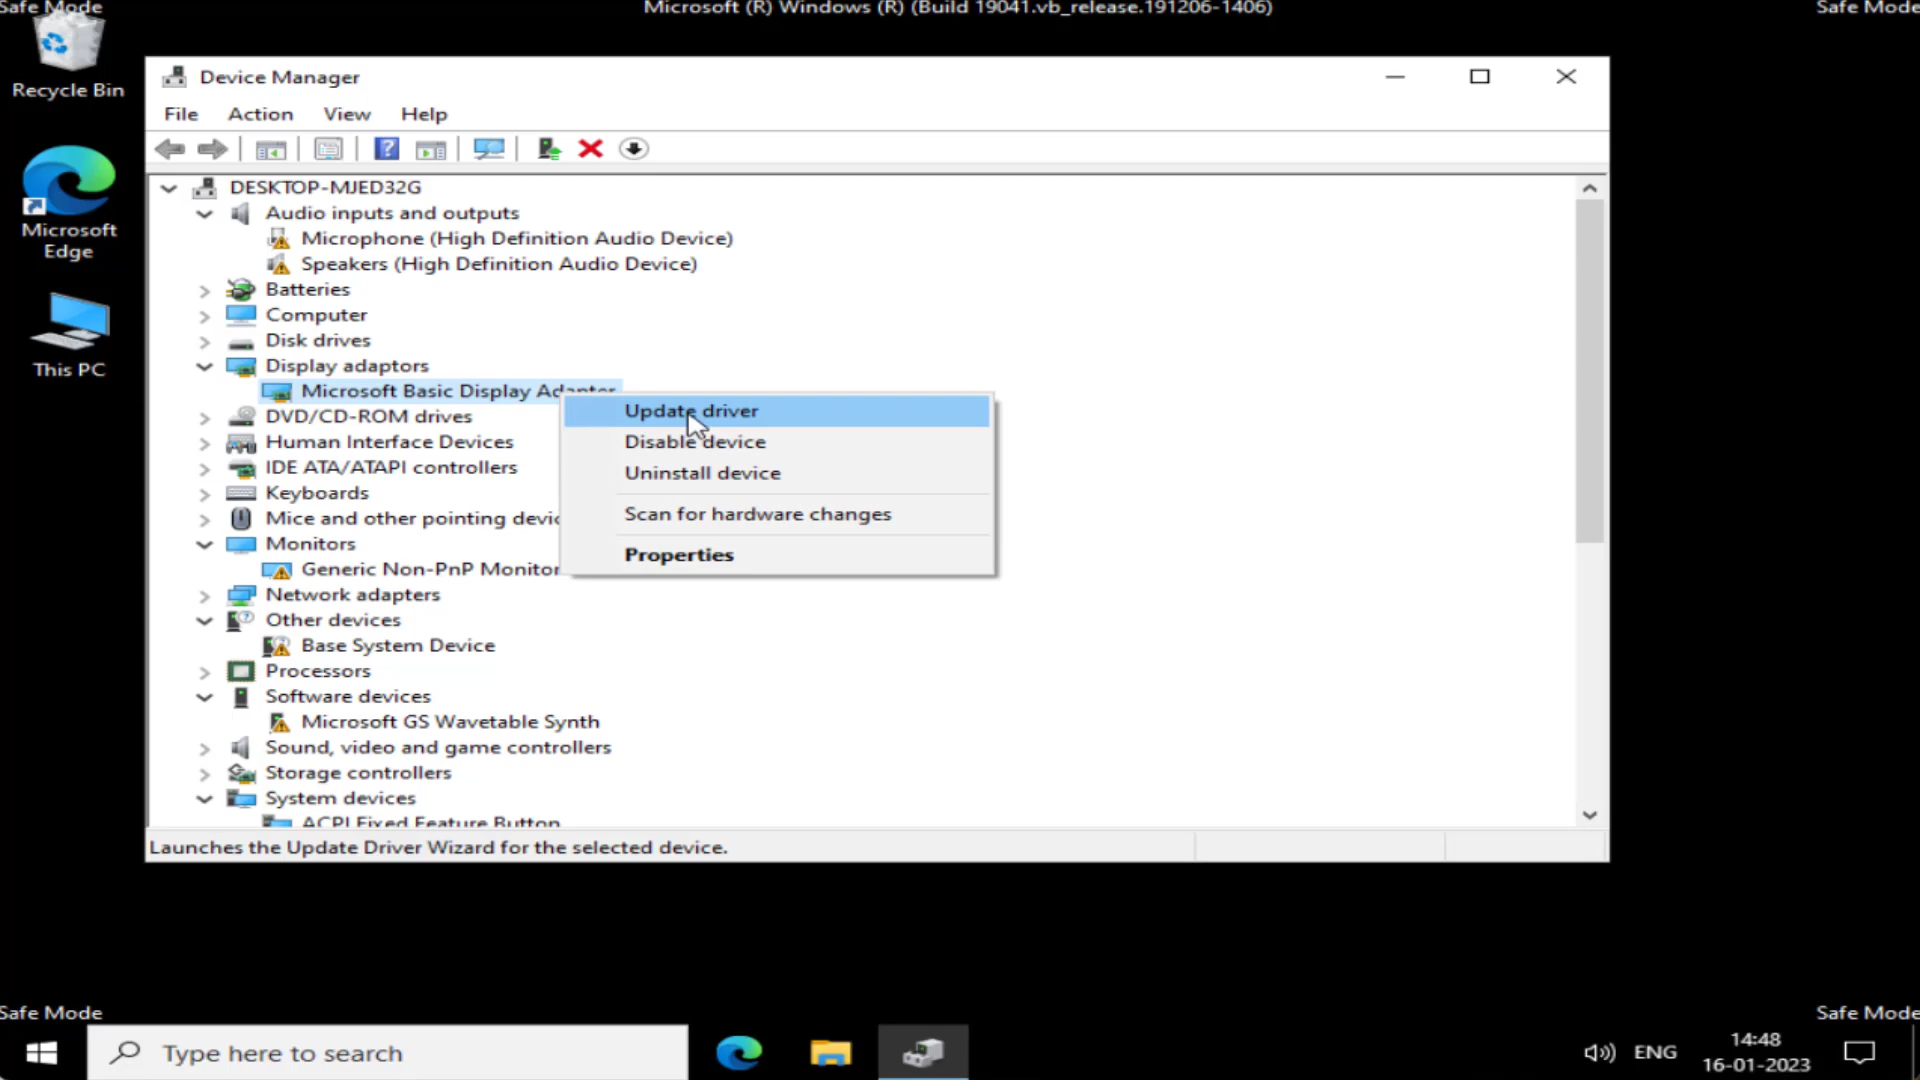 Safe Mode
Microsoft (R) Windows (R) (Build 19041.vb_release.191206-1406)
Safe Mode
Recycle Bin
Microsoft
Edge
This PC
Device Manager
File Action View Help
DESKTOP-MJED32G
Audio inputs and outputs
Microphone (High Definition Audio Device)
Speakers (High Definition Audio Device)
Batteries
Computer
Disk drives
Display adaptors
Microsoft Basic Display Adapter
DVD/CD-ROM drives
Human Interface Devices
IDE ATA/ATAPI controllers
Keyboards
Mice and other pointing devic
Monitors
Generic Non-PnP Monitor
Network adapters
Other devices
Base System Device
Processors
Software devices
Microsoft GS Wavetable Synth
Sound, video and game controllers
Storage controllers
System devices
ACPI Fixed Feature Button
Update driver
Disable device
Uninstall device
Scan for hardware changes
Properties
Launches the Update Driver Wizard for the selected device.
Safe Mode
Safe Mode
Type here to search
ENG
14:48
16-01-2023